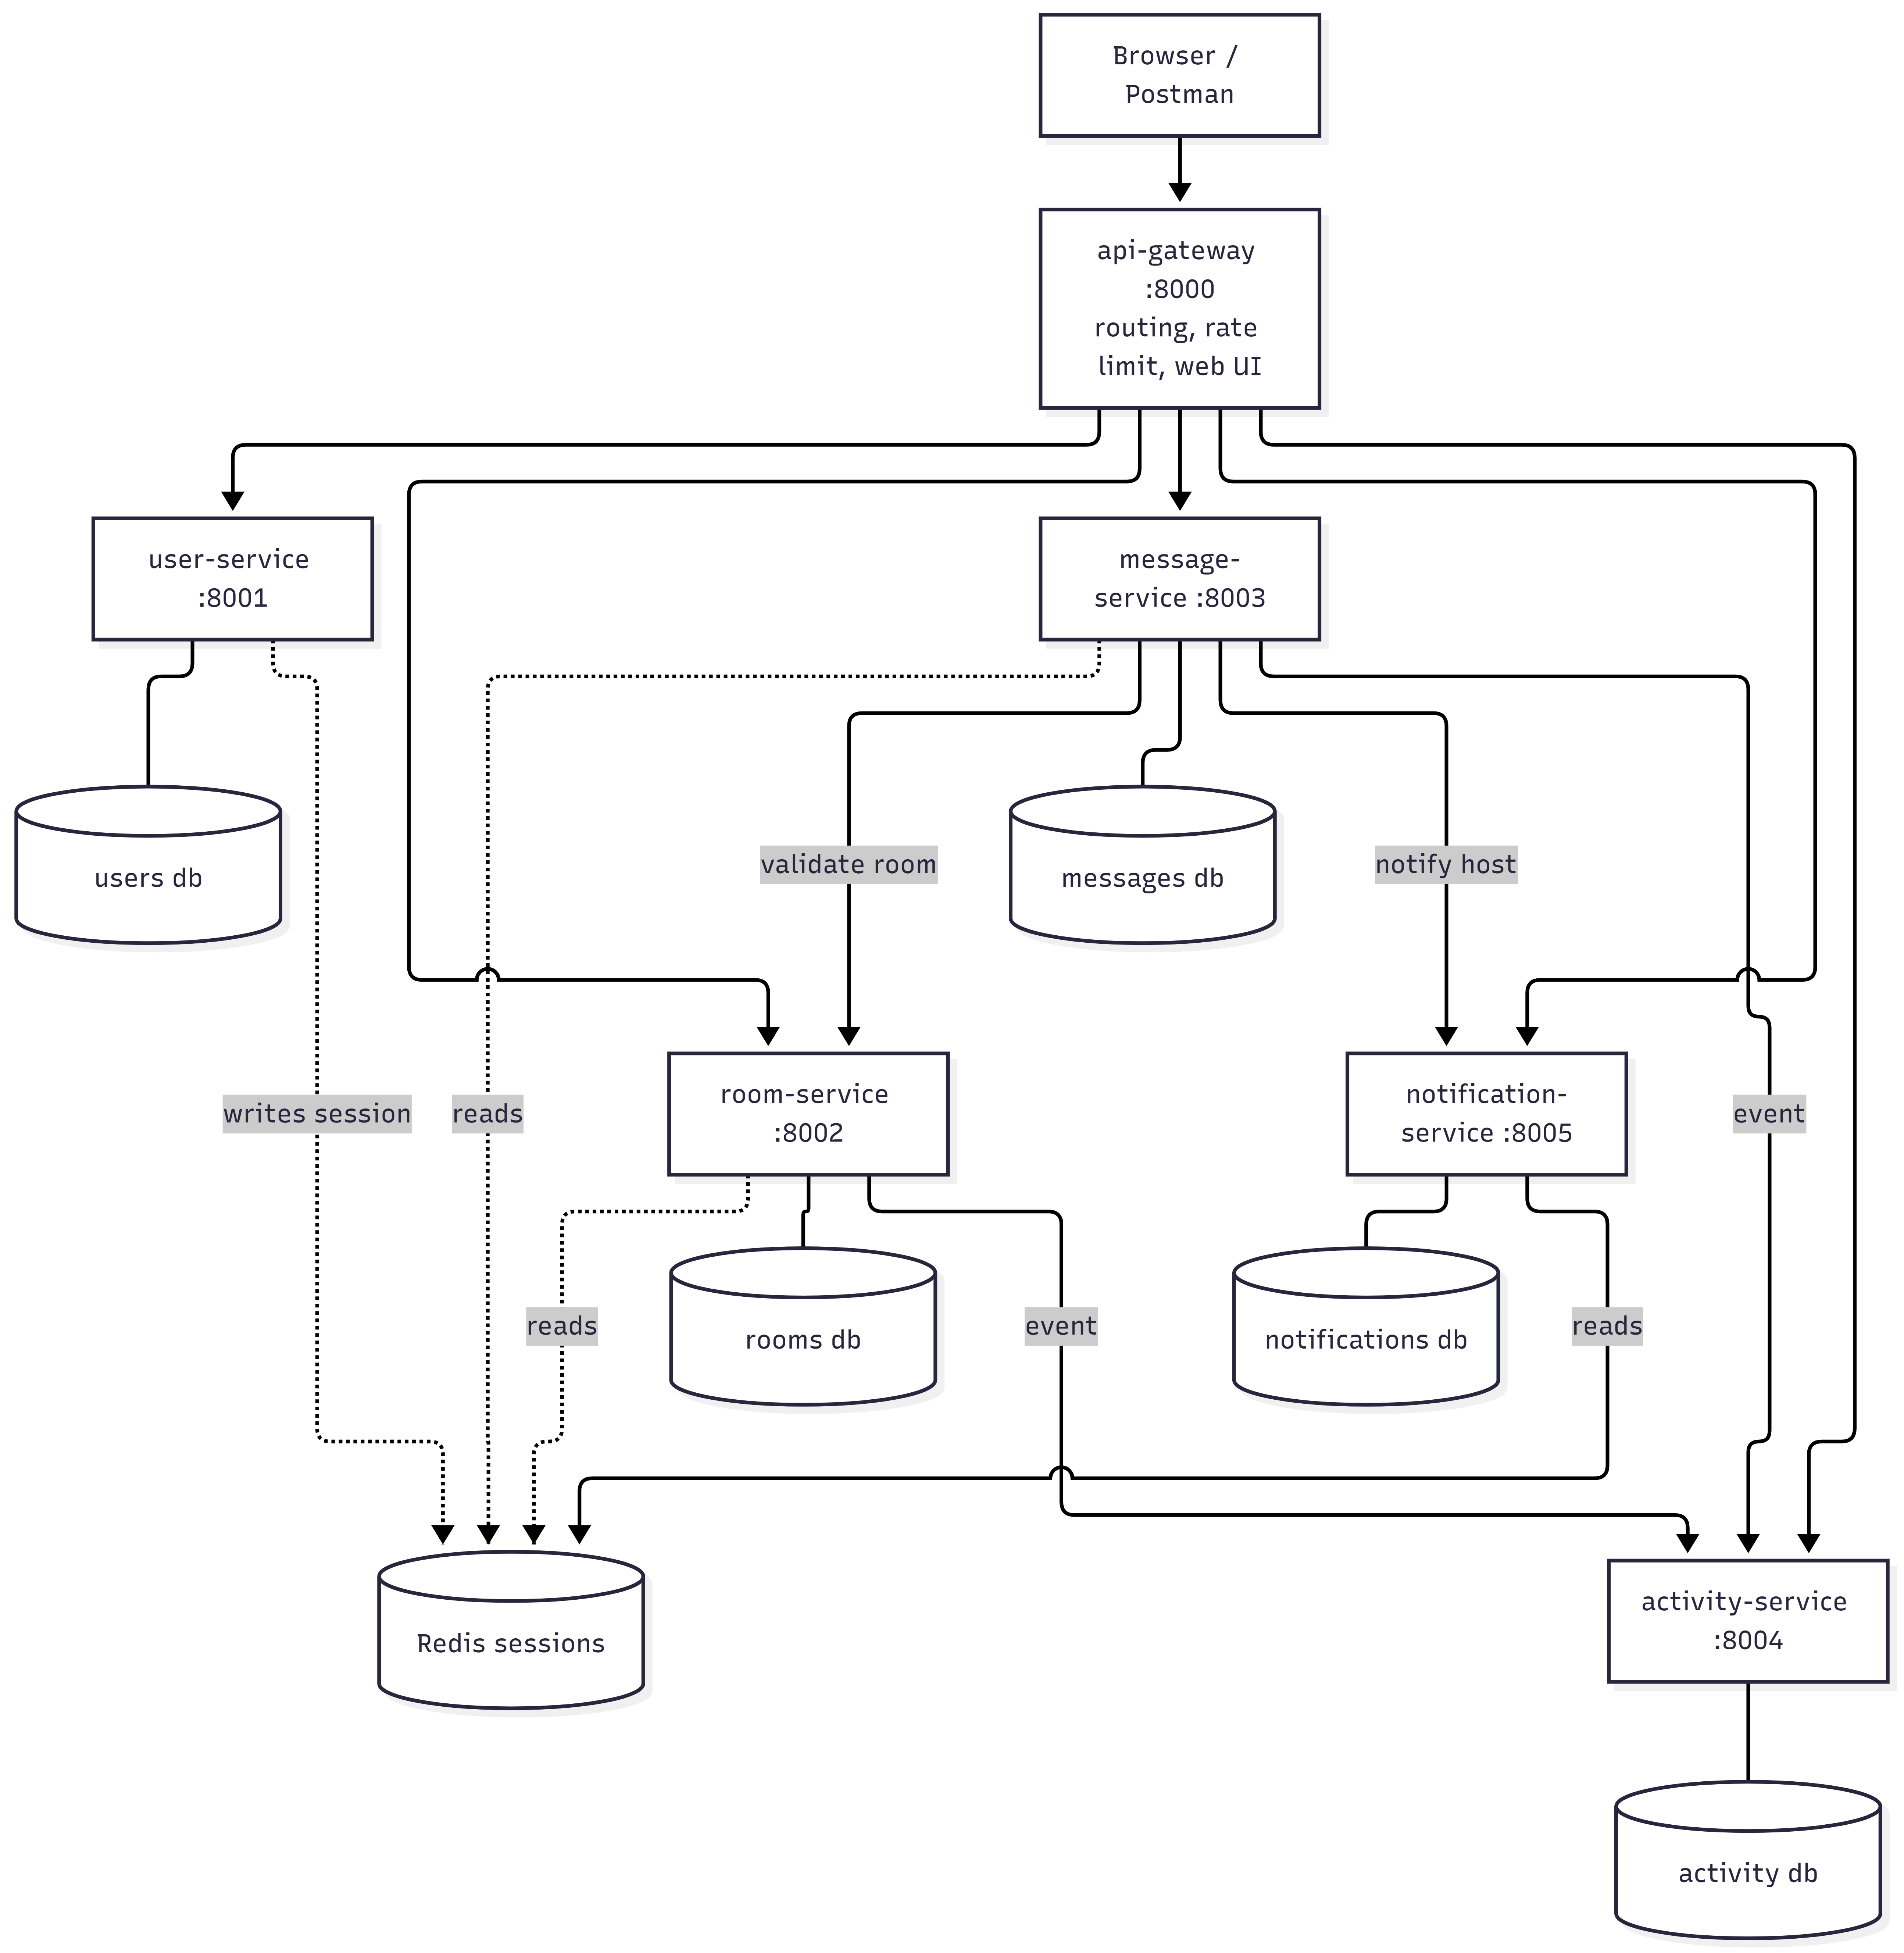 Browser /
Postman
api-gateway
:8000
routing, rate
limit, web UI
user-service
:8001
message-
service :8003
users db
validate room
messages db
notify host
writes session
reads
room-service
:8002
notification-
service :8005
event
reads
rooms db
event
notifications db
reads
Redis sessions
activity-service
:8004
activity db